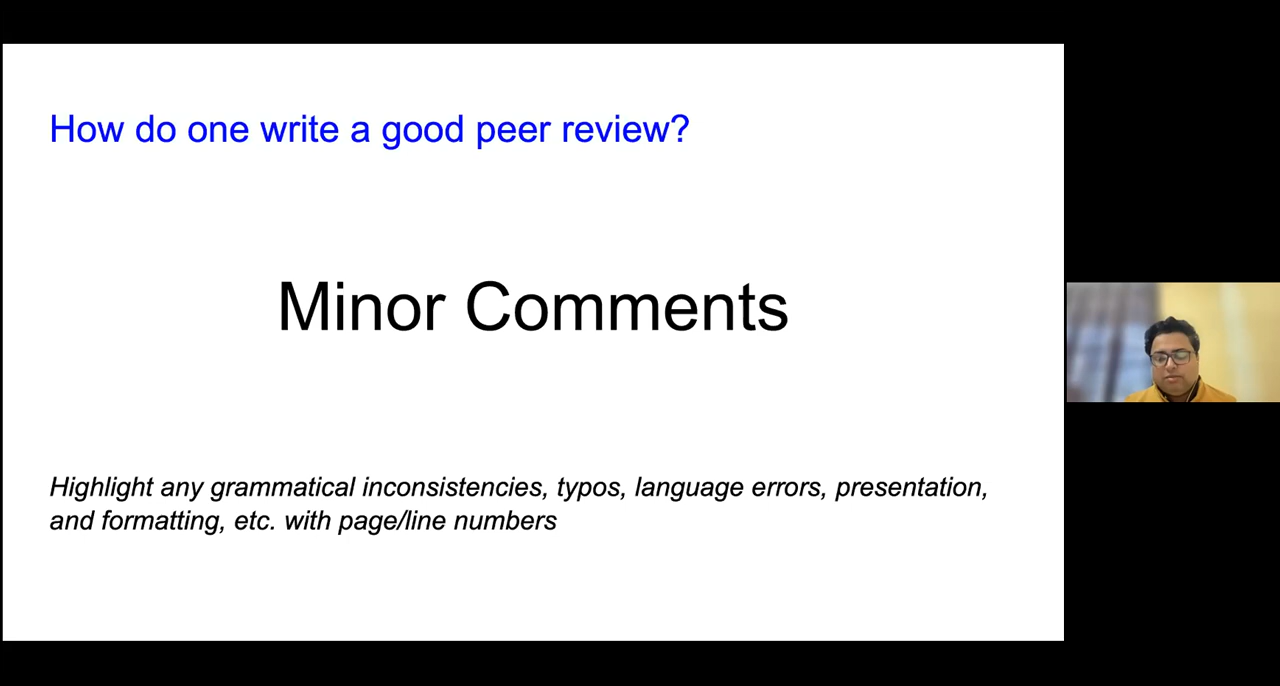 How do one write a good peer review?
Minor Comments
Highlight any grammatical inconsistencies, typos, language errors, presentation,
and formatting, etc. with page/line numbers